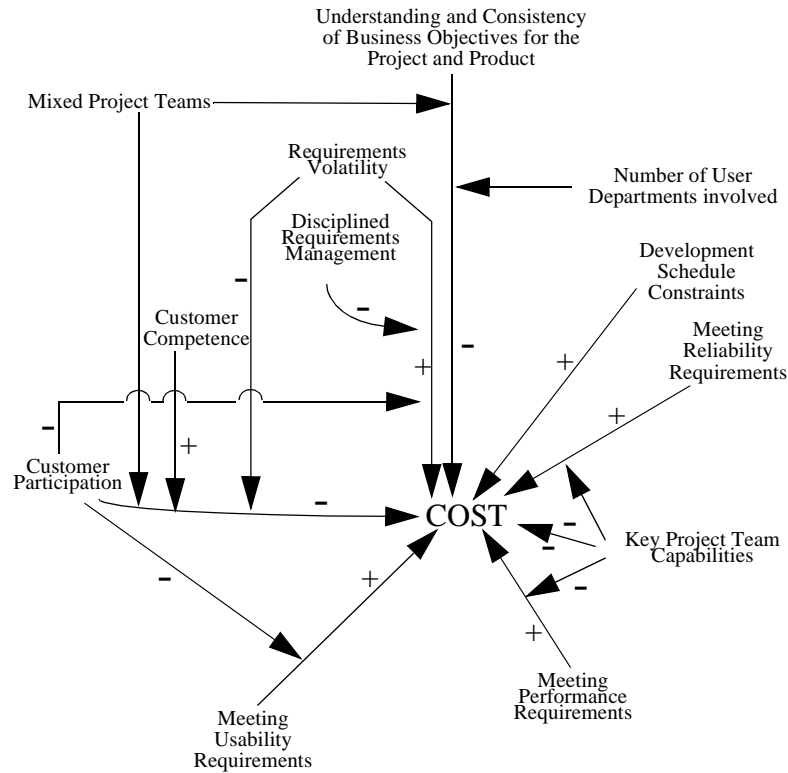 Understanding and Consistency
of Business Objectives for the
Project and Product
Mixed Project Teams
Requirements
Volatility
Number of User
Departments involved
Disciplined
Requirements
Management
Development
Schedule
Constraints
–
–
Customer
Competence
–
+
Meeting
Reliability
Requirements
+
+
–
+
Customer
Participation
–
COST
–
–
Key Project Team
Capabilities
–
+
–
+
Meeting
Performance
Requirements
Meeting
Usability
Requirements